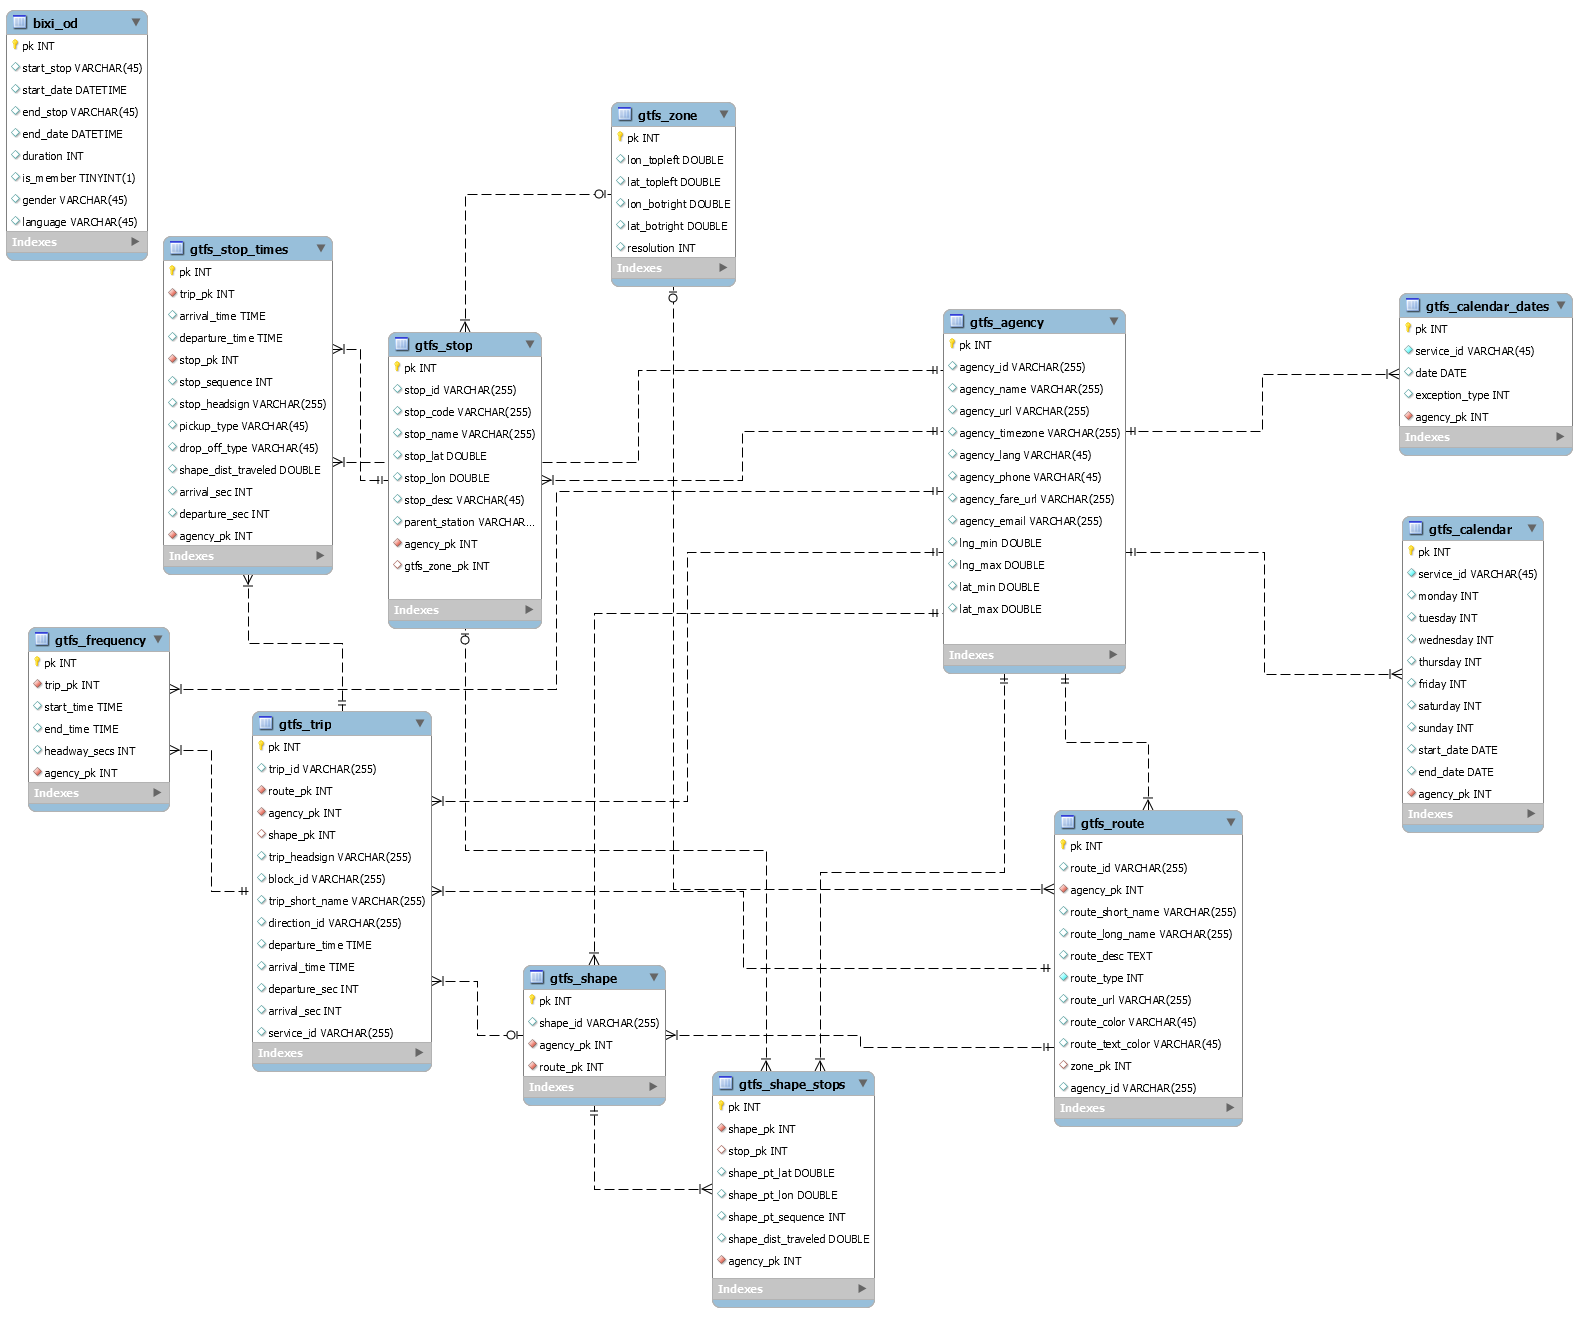 bixi_od
pk INT
start_stop VARCHAR(45)
start_date DATETIME
end_stop VARCHAR(45)
end_date DATETIME
duration INT
is_member TINYINT(1)
gender VARCHAR(45)
language VARCHAR(45)
Indexes
gtfs_zone
pk INT
lon_topleft DOUBLE
lat_topleft DOUBLE
lon_botright DOUBLE
lat_botright DOUBLE
resolution INT
Indexes
gtfs_stop_times
pk INT
trip_pk INT
arrival_time TIME
departure_time TIME
stop_pk INT
stop_sequence INT
stop_headsign VARCHAR(255)
pickup_type VARCHAR(45)
drop_off_type VARCHAR(45)
shape_dist_traveled DOUBLE
arrival_sec INT
departure_sec INT
agency_pk INT
Indexes
gtfs_stop
pk INT
stop_id VARCHAR(255)
stop_code VARCHAR(255)
stop_name VARCHAR(255)
stop_lat DOUBLE
stop_lon DOUBLE
stop_desc VARCHAR(45)
parent_station VARCHAR...
agency_pk INT
gtfs_zone_pk INT
Indexes
gtfs_agency
pk INT
agency_id VARCHAR(255)
agency_name VARCHAR(255)
agency_url VARCHAR(255)
agency_timezone VARCHAR(255)
agency_lang VARCHAR(45)
agency_phone VARCHAR(45)
agency_fare_url VARCHAR(255)
agency_email VARCHAR(255)
lng_min DOUBLE
lng_max DOUBLE
lat_min DOUBLE
lat_max DOUBLE
Indexes
gtfs_calendar_dates
pk INT
service_id VARCHAR(45)
date DATE
exception_type INT
agency_pk INT
Indexes
gtfs_calendar
pk INT
service_id VARCHAR(45)
monday INT
tuesday INT
wednesday INT
thursday INT
friday INT
saturday INT
sunday INT
start_date DATE
end_date DATE
agency_pk INT
Indexes
gtfs_frequency
pk INT
trip_pk INT
start_time TIME
end_time TIME
headway_secs INT
agency_pk INT
Indexes
gtfs_trip
pk INT
trip_id VARCHAR(255)
route_pk INT
agency_pk INT
shape_pk INT
trip_headsign VARCHAR(255)
block_id VARCHAR(255)
trip_short_name VARCHAR(255)
direction_id VARCHAR(255)
departure_time TIME
arrival_time TIME
departure_sec INT
arrival_sec INT
service_id VARCHAR(255)
Indexes
gtfs_route
pk INT
route_id VARCHAR(255)
agency_pk INT
route_short_name VARCHAR(255)
route_long_name VARCHAR(255)
route_desc TEXT
route_type INT
route_url VARCHAR(255)
route_color VARCHAR(45)
route_text_color VARCHAR(45)
zone_pk INT
agency_id VARCHAR(255)
Indexes
gtfs_shape
pk INT
shape_id VARCHAR(255)
agency_pk INT
route_pk INT
Indexes
gtfs_shape_stops
pk INT
shape_pk INT
stop_pk INT
shape_pt_lat DOUBLE
shape_pt_lon DOUBLE
shape_pt_sequence INT
shape_dist_traveled DOUBLE
agency_pk INT
Indexes